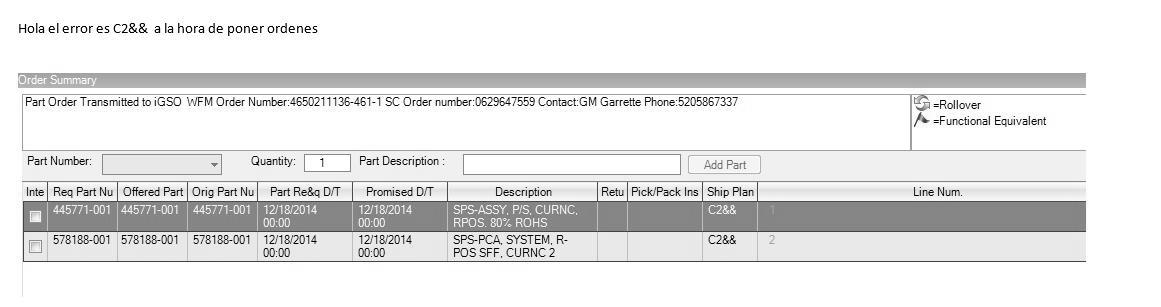 Hola el error es C2&& a la hora de poner ordenes
Order Summary
Part Order Transmitted to iGSO WFM Order Number:4650211136-461-1 SC Order number:0629647559 Contact:GM Garrette Phone:5205867337
=Rollover
=Functional Equivalent
Part Number: Quantity: 1 Part Description : Add Part
Inte Req Part Nu Offered Part Orig Part Nu Part Re&q D/T Promised D/T Description Retu Pick/Pack Ins Ship Plan Line Num.
445771-001 445771-001 445771-001 12/18/2014 12/18/2014 SPS-ASSY, P/S, CURNC, C2&& 1
00:00 00:00 RPOS. 80% ROHS
578188-001 578188-001 578188-001 12/18/2014 12/18/2014 SPS-PCA, SYSTEM, R- C2&& 2
00:00 00:00 POS SFF, CURNC 2